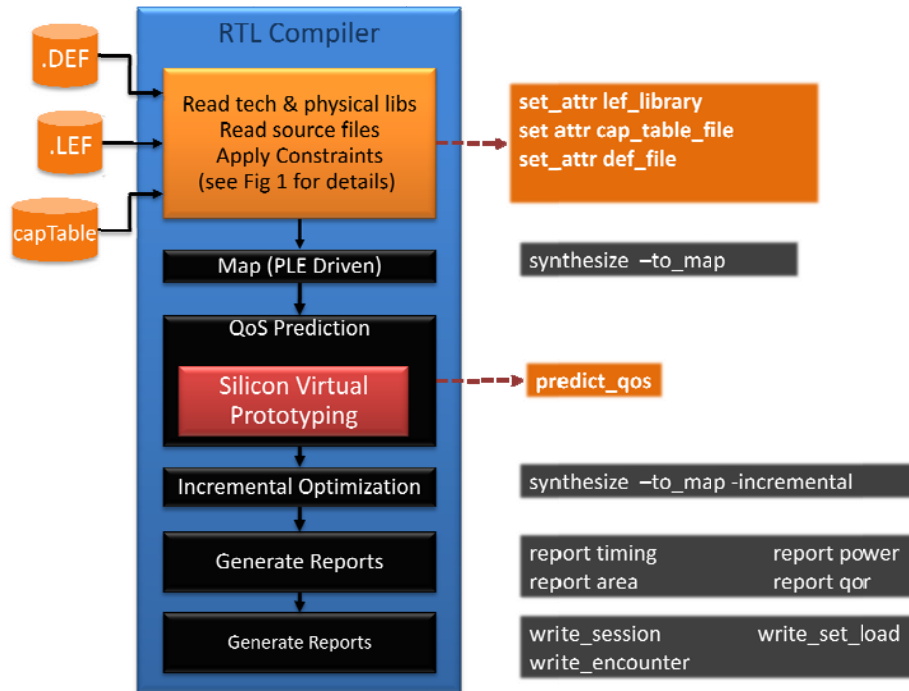 RTL Compiler
.DEF
.LEF
capTable
Read tech & physical libs
Read source files
Apply Constraints
(see Fig 1 for details)
set_attr lef_library
set attr cap_table_file
set_attr def_file
Map (PLE Driven)
synthesize –to_map
QoS Prediction
Silicon Virtual
Prototyping
predict_qos
Incremental Optimization
synthesize –to_map -incremental
Generate Reports
report timing report power
report area report qor
Generate Reports
write_session write_set_load
write_encounter